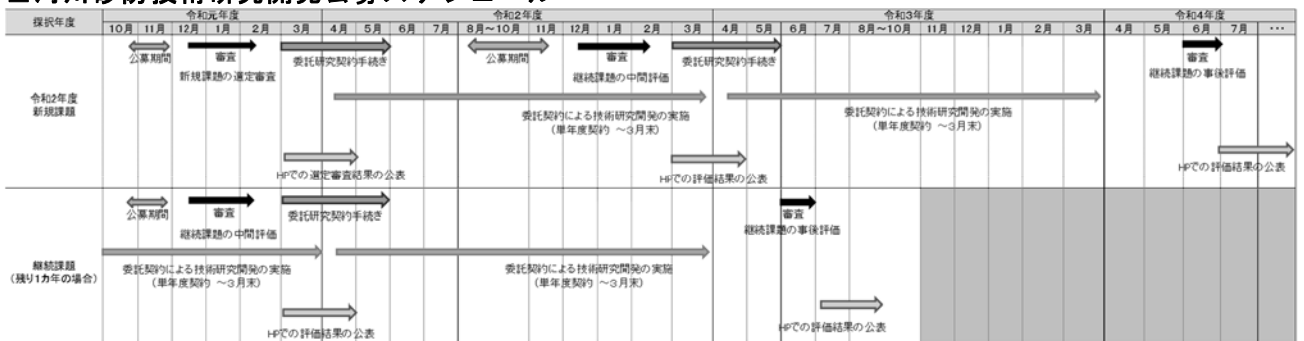 採択年度
令和元年度 令和2年度 令和3年度 令和4年度
10月 11月 12月 1月 2月 3月 4月 5月 6月 7月 8月～10月 11月 12月 1月 2月 3月 4月 5月 6月 7月 8月～10月 11月 12月 1月 2月 3月 4月 5月 6月 7月 ･･･
令和2年度
新規課題
公募期間 審査 委託研究契約手続き 公募期間 審査 委託研究契約手続き 審査
新規課題の選定審査 継続課題の中間評価 継続課題の事後評価
委託契約による技術研究開発の実施
(単年度契約 ～3月末)
委託契約による技術研究開発の実施
(単年度契約 ～3月末)
HPでの選定審査結果の公表 HPでの評価結果の公表 HPでの評価結果の公表
継続課題
(残り1カ年の場合)
公募期間 審査 委託研究契約手続き 審査
継続課題の中間評価 継続課題の事後評価
委託契約による技術研究開発の実施
(単年度契約 ～3月末)
委託契約による技術研究開発の実施
(単年度契約 ～3月末)
HPでの評価結果の公表 HPでの評価結果の公表